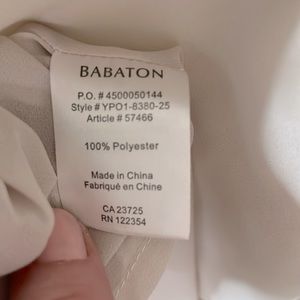 BABATON
P.O. # 4500050144
Style # YPO1-8380-25
Article # 57466
100% Polyester
Made in China
Fabriqué en Chine
CA 23725
RN 122354